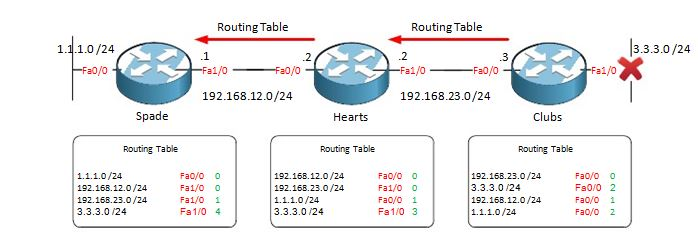 Routing Table Routing Table
1.1.1.0 /24 .1 .2 .2 .3 3.3.3.0 /24
Fa0/0 Fa1/0 Fa0/0 Fa1/0 Fa0/0 Fa1/0
192.168.12.0/24 192.168.23.0/24
Spade Hearts Clubs
Routing Table
1.1.1.0 /24 Fa0/0 0
192.168.12.0/24 Fa1/0 0
192.168.23.0/24 Fa1/0 1
3.3.3.0 /24 Fa1/0 4
Routing Table
192.168.12.0/24 Fa0/0 0
192.168.12.0/24 Fa1/0 0
1.1.1.0 /24 Fa0/0 1
3.3.3.0 /24 Fa1/0 3
Routing Table
192.168.23.0/24 Fa0/0 0
3.3.3.0 /24 Fa0/0 2
192.168.12.0/24 Fa0/0 1
1.1.1.0 /24 Fa0/0 2